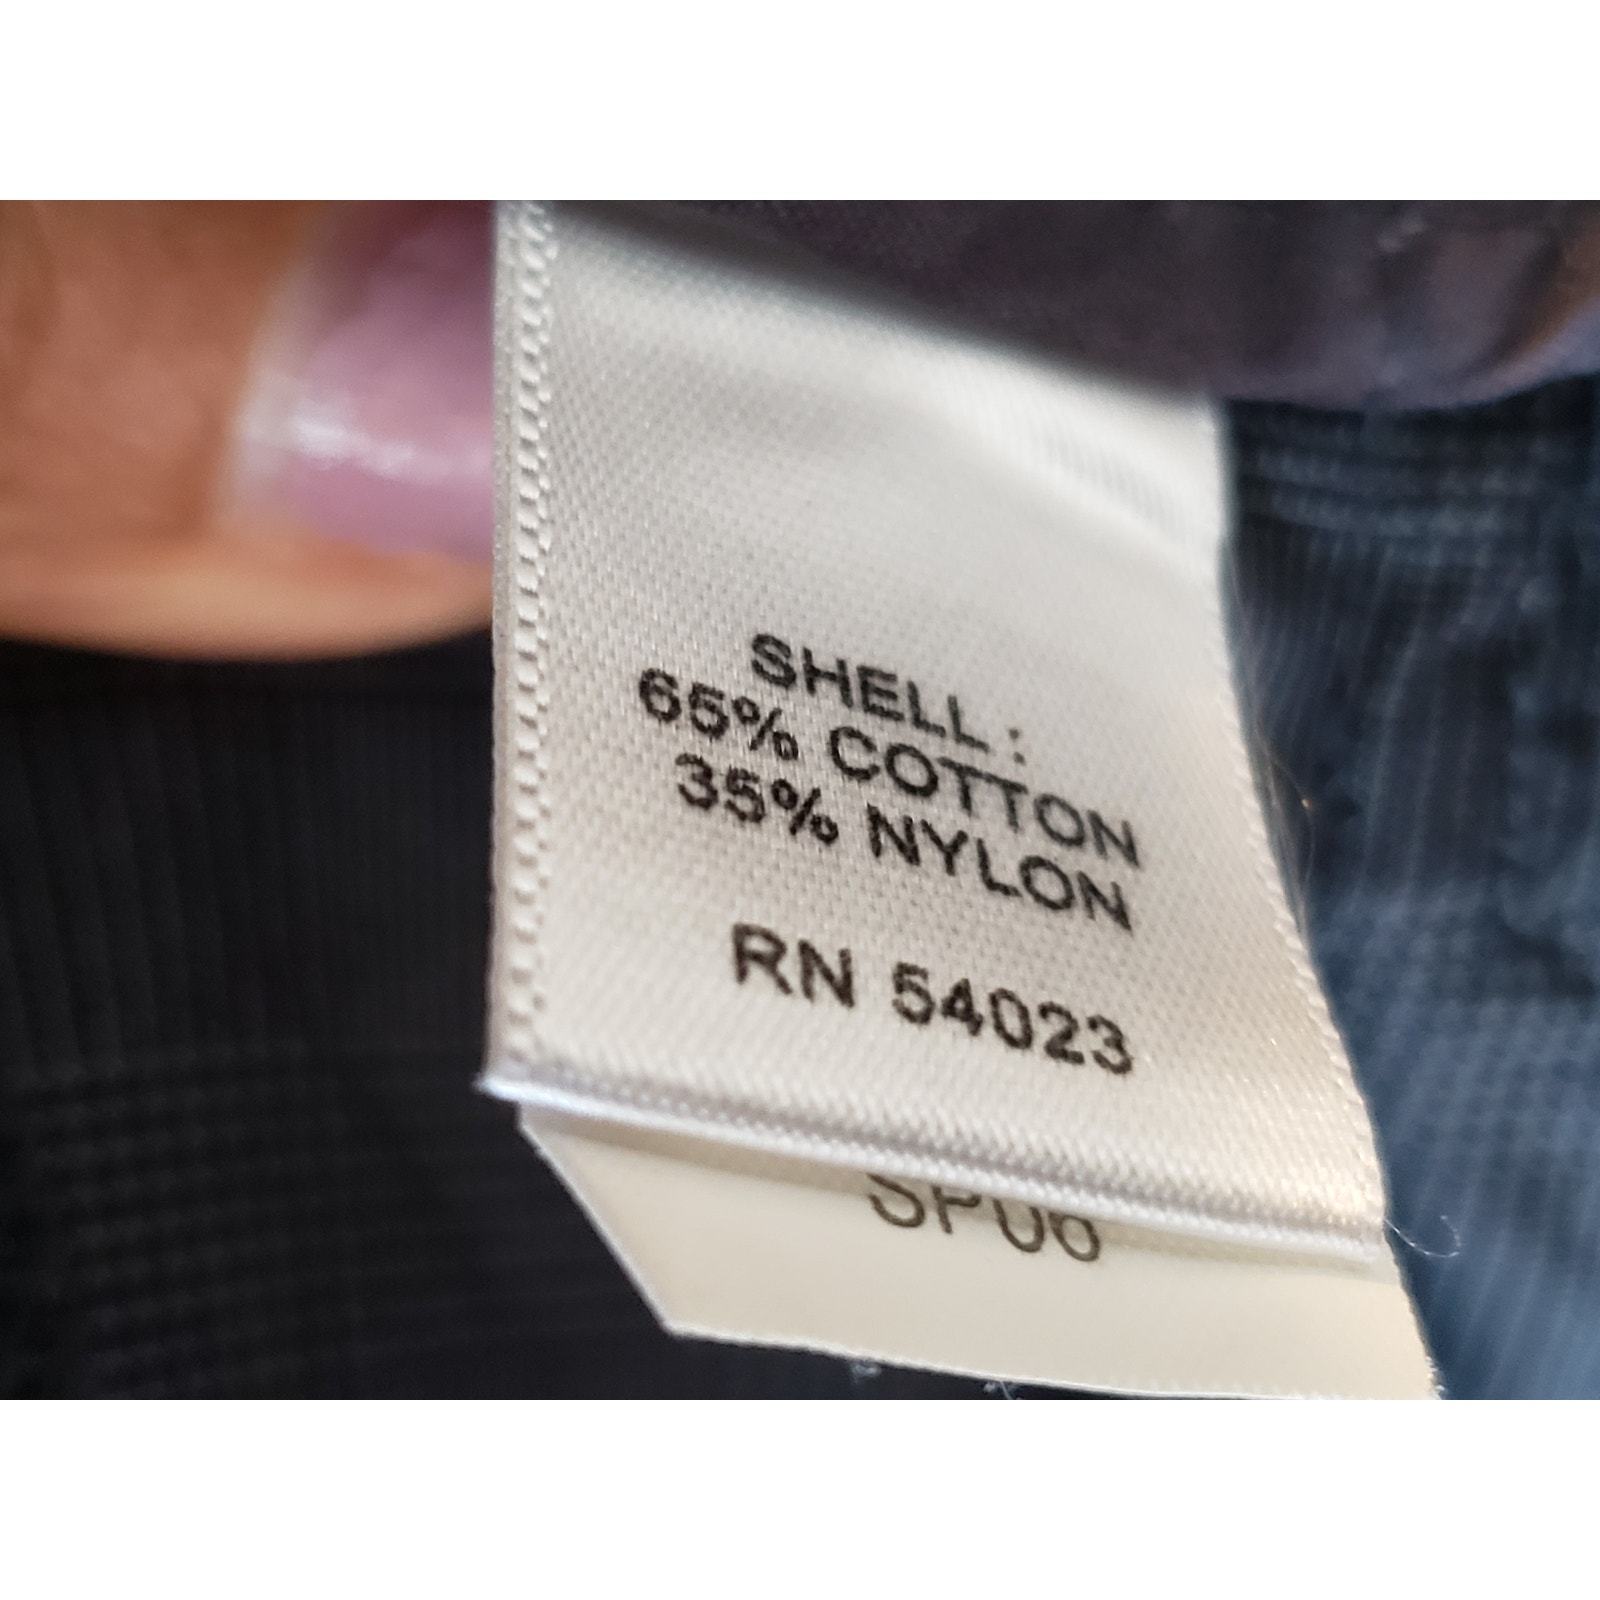 SHELL :
65% COTTON
35% NYLON
RN 54023
SP06